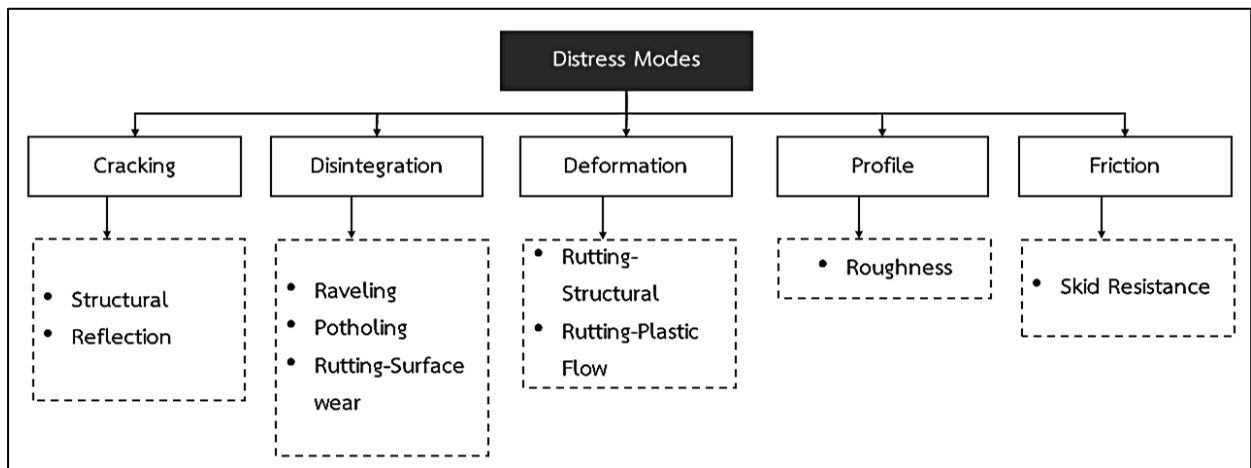 Distress Modes
Cracking
Disintegration
Deformation
Profile
Friction
• Structural
• Reflection
• Raveling
• Potholing
• Rutting-Surface
wear
• Rutting-
Structural
• Rutting-Plastic
Flow
• Roughness
• Skid Resistance